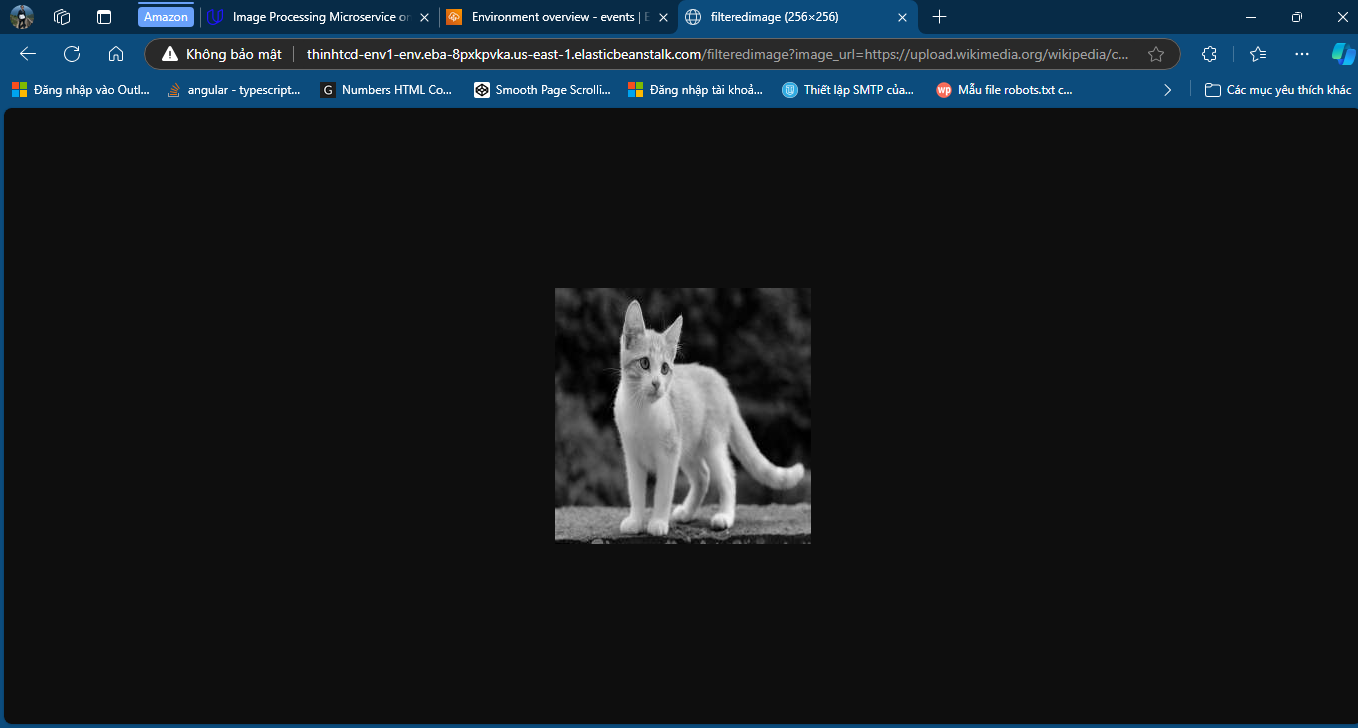 Amazon
Image Processing Microservice on
Environment overview - events | E
filteredimage (256×256)
Không bảo mật
thinhtcd-env1-env.eba-8pxkpvka.us-east-1.elasticbeanstalk.com/filteredimage?image_url=https://upload.wikimedia.org/wikipedia/c...
Đăng nhập vào Outl...
angular - typescript...
G Numbers HTML Co...
Smooth Page Scrolli...
Đăng nhập tài khoả...
Thiết lập SMTP của...
wp Mẫu file robots.txt c...
Các mục yêu thích khác